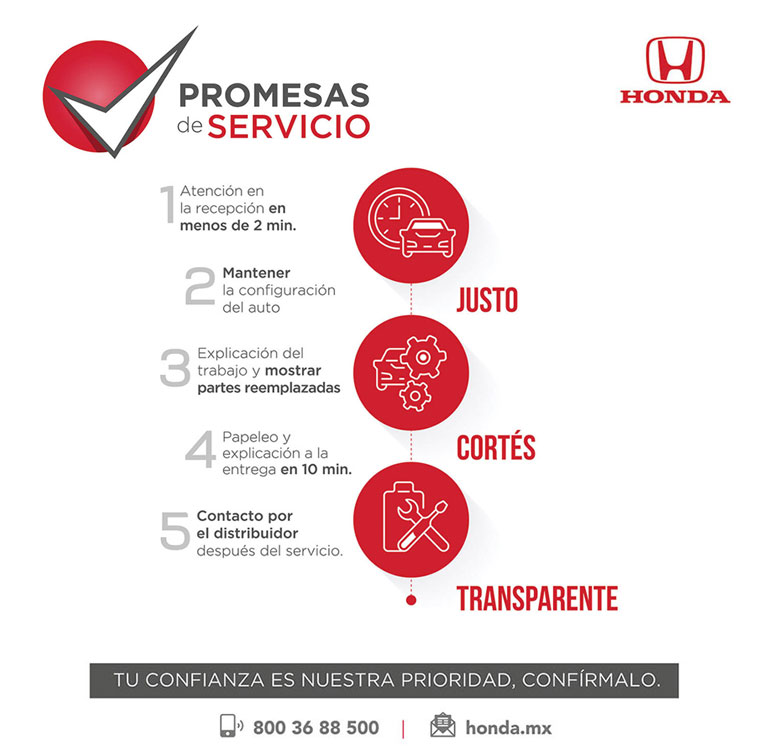 PROMESAS
de SERVICIO
HONDA
1 Atención en
la recepción en
menos de 2 min.
2 Mantener
la configuración
del auto
JUSTO
3 Explicación del
trabajo y mostrar
partes reemplazadas
4 Papeleo y
explicación a la
entrega en 10 min.
CORTÉS
5 Contacto por
el distribuidor
después del servicio.
TRANSPARENTE
TU CONFIANZA ES NUESTRA PRIORIDAD, CONFÍRMALO.
800 36 88 500 | honda.mx